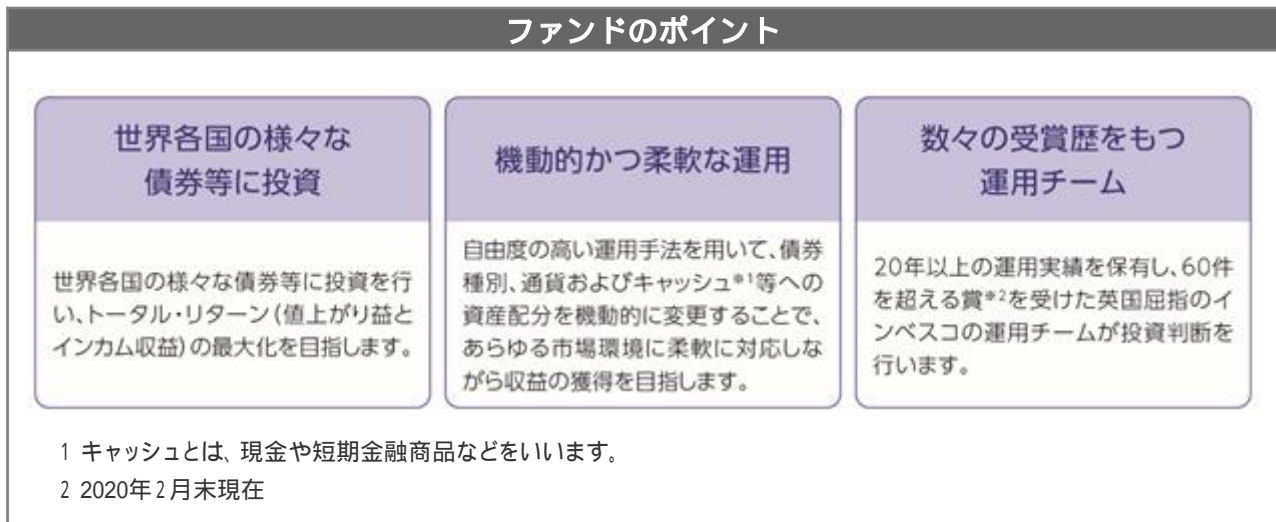 ファンドのポイント
世界各国の様々な
債券等に投資
世界各国の様々な債券等に投資を行
い、トータル・リターン（値上がり益と
インカム収益）の最大化を目指します。
機動的かつ柔軟な運用
自由度の高い運用手法を用いて、債券
種別、通貨およびキャッシュ※1等への
資産配分を機動的に変更することで、
あらゆる市場環境に柔軟に対応しな
がら収益の獲得を目指します。
数々の受賞歴をもつ
運用チーム
20年以上の運用実績を保有し、60件
を超える賞※2を受けた英国屈指のイ
ンベスコの運用チームが投資判断を
行います。
1 キャッシュとは、現金や短期金融商品などをいいます。
2 2020年2月末現在